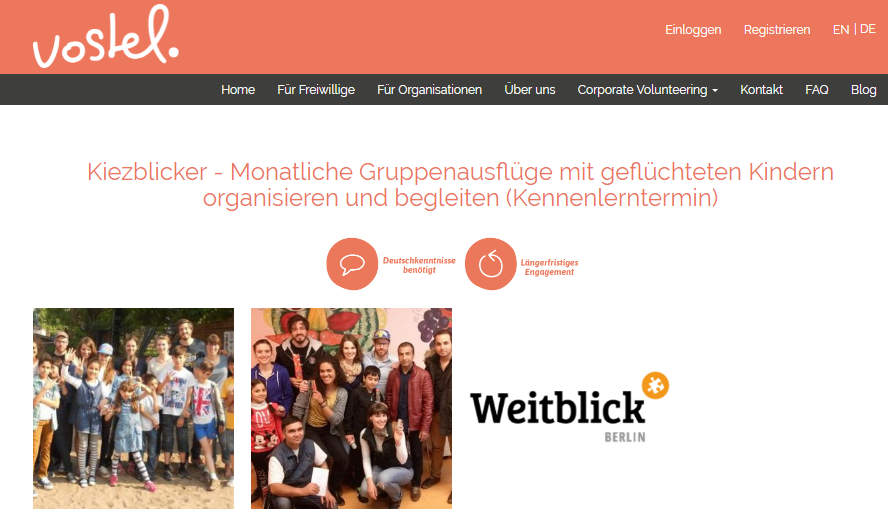 vostel.
Einloggen Registrieren EN | DE
Home Für Freiwillige Für Organisationen Über uns Corporate Volunteering Kontakt FAQ Blog
Kiezblicker - Monatliche Gruppenausflüge mit geflüchteten Kindern
organisieren und begleiten (Kennenlerntermin)
Deutschkenntnisse
benötigt
Längerfristiges
Engagement
Weitblick
BERLIN